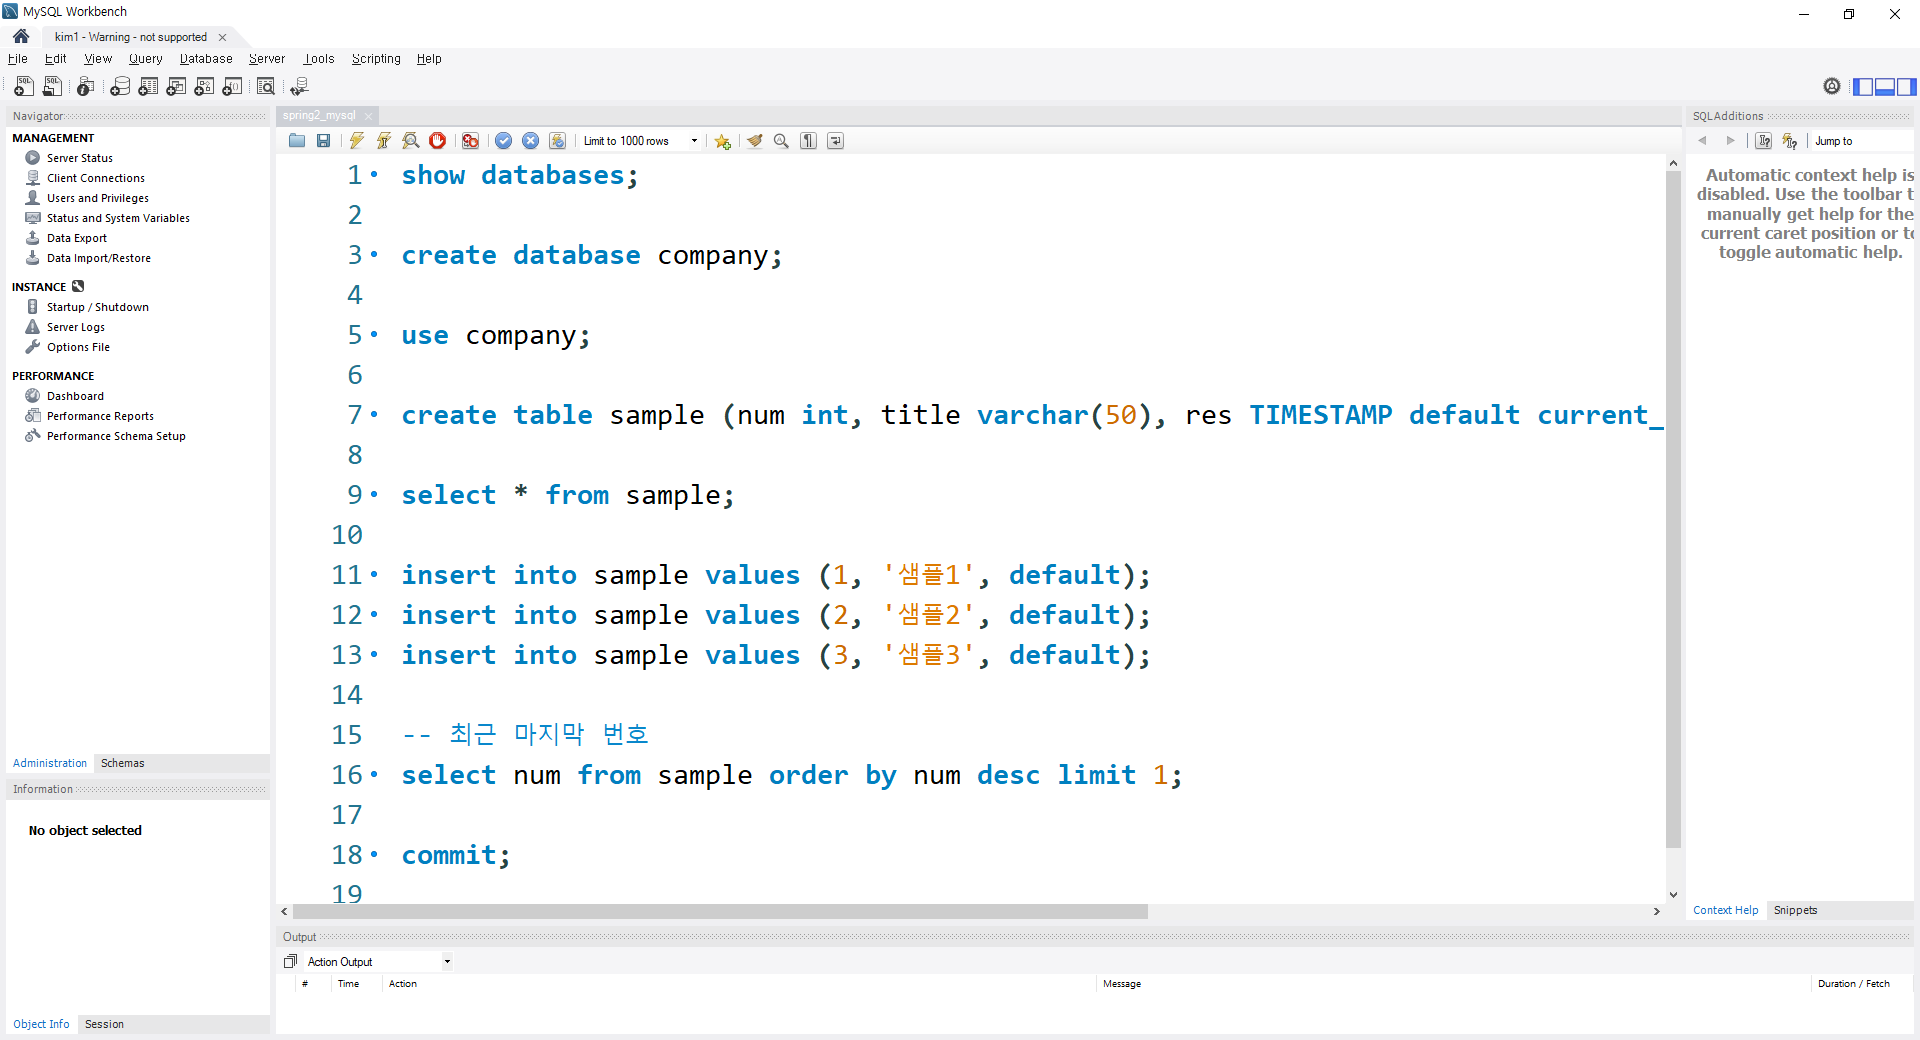 MySQL Workbench
kim1 - Warning - not supported
File Edit View Query Database Server Tools Scripting Help
Navigator
MANAGEMENT
Server Status
Client Connections
Users and Privileges
Status and System Variables
Data Export
Data Import/Restore
INSTANCE
Startup / Shutdown
Server Logs
Options File
PERFORMANCE
Dashboard
Performance Reports
Performance Schema Setup
Administration Schemas
Information
No object selected
Object Info Session
spring2_mysql
Limit to 1000 rows
1 show databases;
2
3 create database company;
4
5 use company;
6
7 create table sample (num int, title varchar(50), res TIMESTAMP default current_
8
9 select * from sample;
10
11 insert into sample values (1, '샘플1', default);
12 insert into sample values (2, '샘플2', default);
13 insert into sample values (3, '샘플3', default);
14
15 -- 최근 마지막 번호
16 select num from sample order by num desc limit 1;
17
18 commit;
19
Output
Action Output
# Time Action Message Duration / Fetch
SQLAdditions
Jump to
Automatic context help is
disabled. Use the toolbar t
manually get help for the
current caret position or to
toggle automatic help.
Context Help Snippets